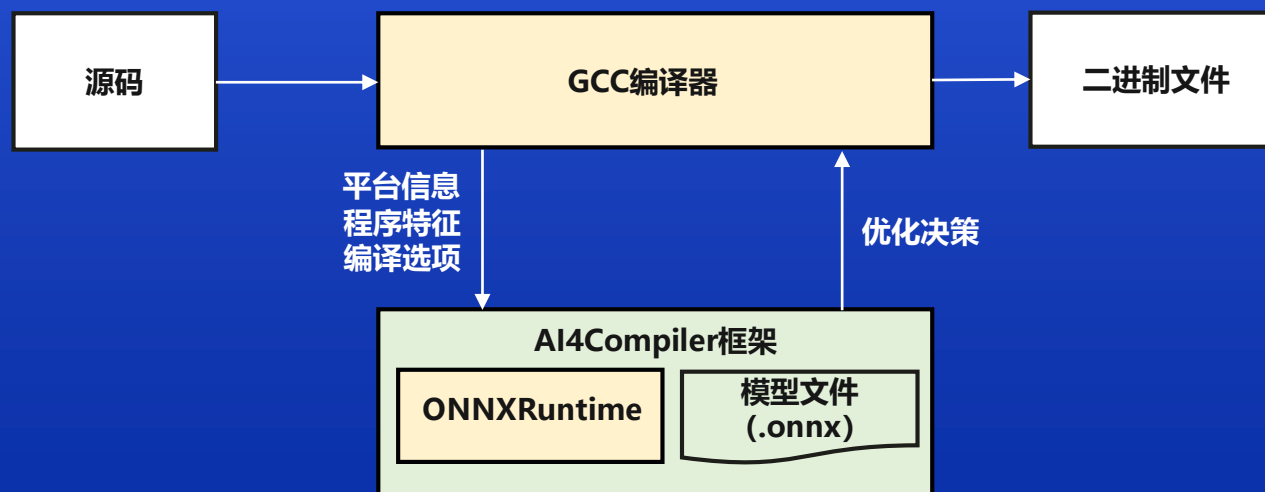 源码
GCC编译器
二进制文件
平台信息
程序特征
编译选项
优化决策
AI4Compiler框架
ONNXRuntime
模型文件
(.onnx)